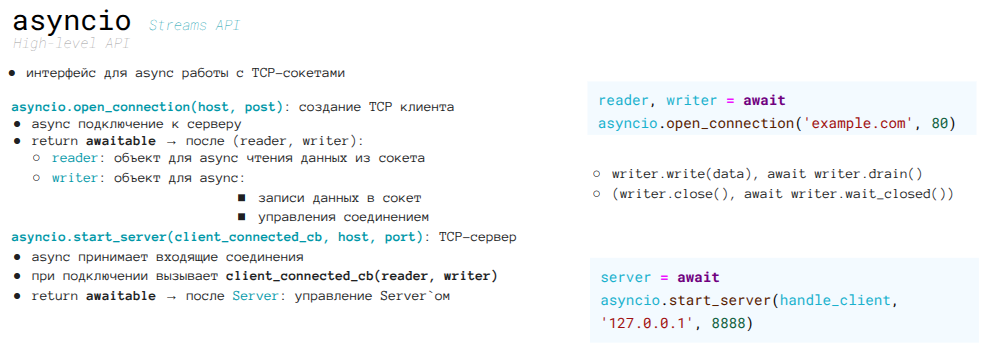 asyncio Streams API
High-level API
● интерфейс для async работы с TCP-сокетами
asyncio.open_connection(host, post): создание TCP клиента
● async подключение к серверу
● return awaitable → после (reader, writer):
○ reader: объект для async чтения данных из сокета
○ writer: объект для async:
■ записи данных в сокет
■ управления соединением
asyncio.start_server(client_connected_cb, host, port): TCP-сервер
● async принимает входящие соединения
● при подключении вызывает client_connected_cb(reader, writer)
● return awaitable → после Server: управление Server`ом
reader, writer = await
asyncio.open_connection('example.com', 80)
○ writer.write(data), await writer.drain()
○ (writer.close(), await writer.wait_closed())
server = await
asyncio.start_server(handle_client,
'127.0.0.1', 8888)